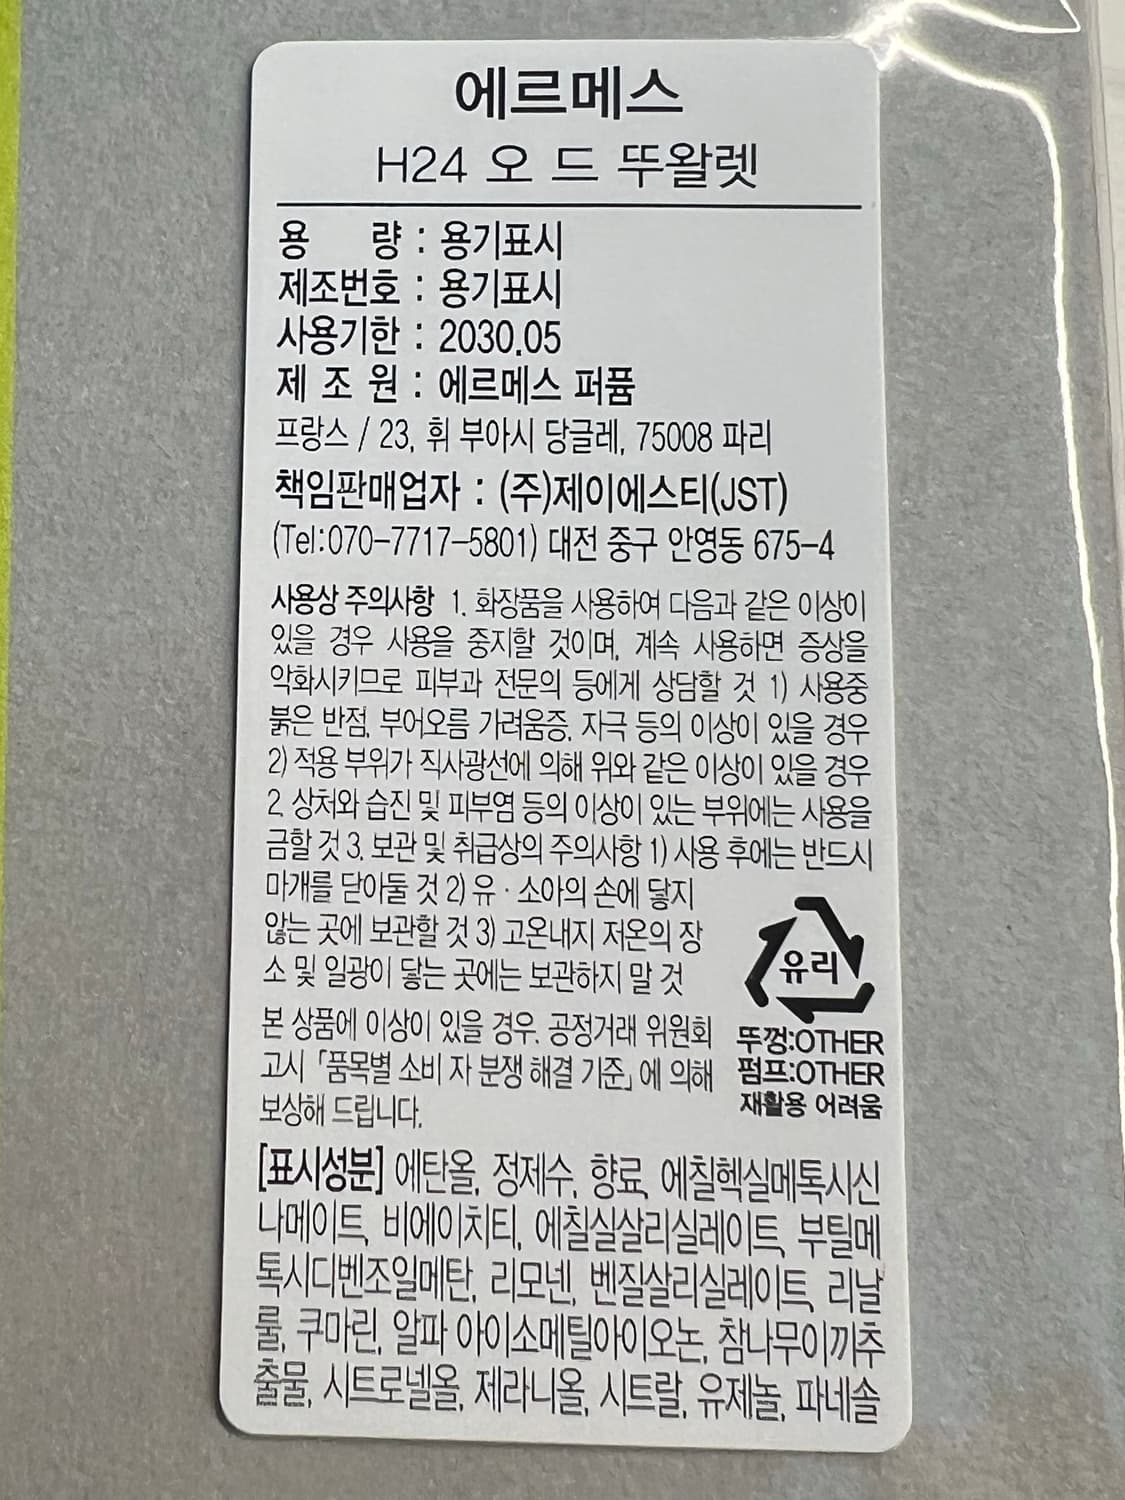 에르메스
H24 오 드 뚜왈렛
용 량 : 용기표시
제조번호 : 용기표시
사용기한 : 2030.05
제 조 원 : 에르메스 퍼퓸
프랑스 / 23, 휘 부아시 당글레, 75008 파리
책임판매업자 : (주)제이에스티(JST)
(Tel:070-7717-5801) 대전 중구 안영동 675-4
사용상 주의사항 1. 화장품을 사용하여 다음과 같은 이상이
있을 경우 사용을 중지할 것이며, 계속 사용하면 증상을
악화시키므로 피부과 전문의 등에게 상담할 것 1) 사용중
붉은 반점, 부어오름 가려움증, 자극 등의 이상이 있을 경우
2) 적용 부위가 직사광선에 의해 위와 같은 이상이 있을 경우
2. 상처와 습진 및 피부염 등의 이상이 있는 부위에는 사용을
금할 것 3. 보관 및 취급상의 주의사항 1) 사용 후에는 반드시
마개를 닫아둘 것 2) 유 · 소아의 손에 닿지
않는 곳에 보관할 것 3) 고온내지 저온의 장
소 및 일광이 닿는 곳에는 보관하지 말 것
본 상품에 이상이 있을 경우, 공정거래 위원회
고시 「품목별 소비 자 분쟁 해결 기준」에 의해
보상해 드립니다.
유리
뚜껑:OTHER
펌프:OTHER
재활용 어려움
[표시성분] 에탄올, 정제수, 향료, 에칠헥실메톡시신
나메이트, 비에이치티, 에칠실살리실레이트, 부틸메
톡시디벤조일메탄, 리모넨, 벤질살리실레이트, 리날
룰, 쿠마린, 알파 아이소메틸아이오논, 참나무이끼추
출물, 시트로넬올, 제라니올, 시트랄, 유제놀, 파네솔